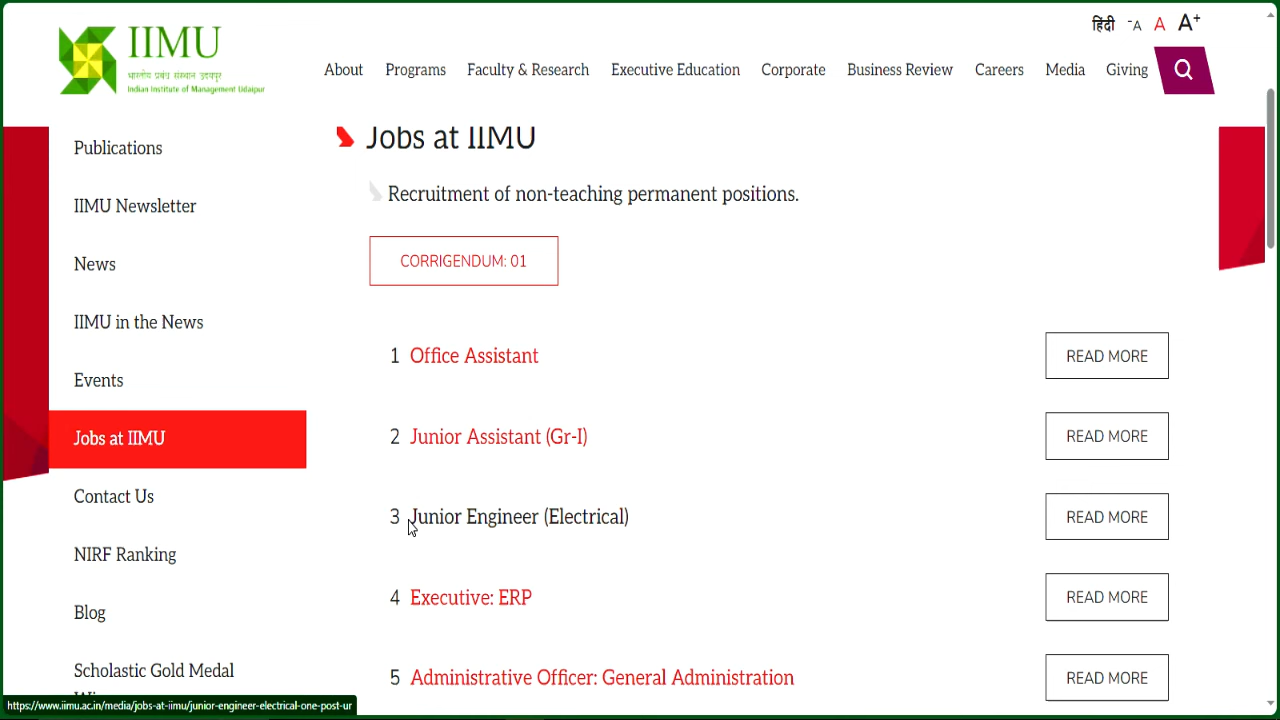 हिंदी -A A A+
IIMU
भारतीय प्रबंध संस्थान उदयपुर
Indian Institute of Management Udaipur
About Programs Faculty & Research Executive Education Corporate Business Review Careers Media Giving
Publications
IIMU Newsletter
News
IIMU in the News
Events
Jobs at IIMU
Contact Us
NIRF Ranking
Blog
Scholastic Gold Medal
Jobs at IIMU
Recruitment of non-teaching permanent positions.
CORRIGENDUM: 01
1 Office Assistant READ MORE
2 Junior Assistant (Gr-I) READ MORE
3 Junior Engineer (Electrical) READ MORE
4 Executive: ERP READ MORE
5 Administrative Officer: General Administration READ MORE
https://www.iimu.ac.in/media/jobs-at-iimu/junior-engineer-electrical-one-post-ur